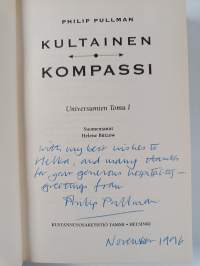 PHILIP PULLMAN
KULTAINEN
KOMPASSI
Universumien Tomu I
Suomentanut
Helene Bützow
With my best wishes to
Helka, and many thanks
for your generous hospitality –
greetings from
Philip Pullman
KUSTANNUSOSAKEYHTIÖ TAMMI • HELSINKI
November 1996